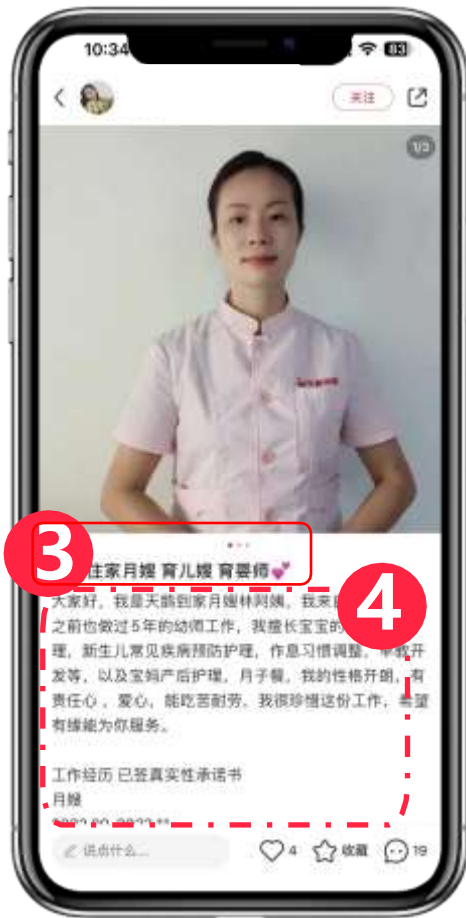 10:34
83
关注
1/3
3
住家月嫂 育儿嫂 育婴师
4
大家好，我是天鹅到家月嫂林阿姨，我来
之前也做过5年的幼师工作，我擅长宝宝的
理，新生儿常见疾病预防护理，作息习惯调整，早教开
发等，以及宝妈产后护理，月子餐，我的性格开朗，有
责任心，爱心，能吃苦耐劳、我很珍惜这份工作，希望
有缘能为你服务。
工作经历 已签真实性承诺书
月嫂
说点什么...
4
收藏
19